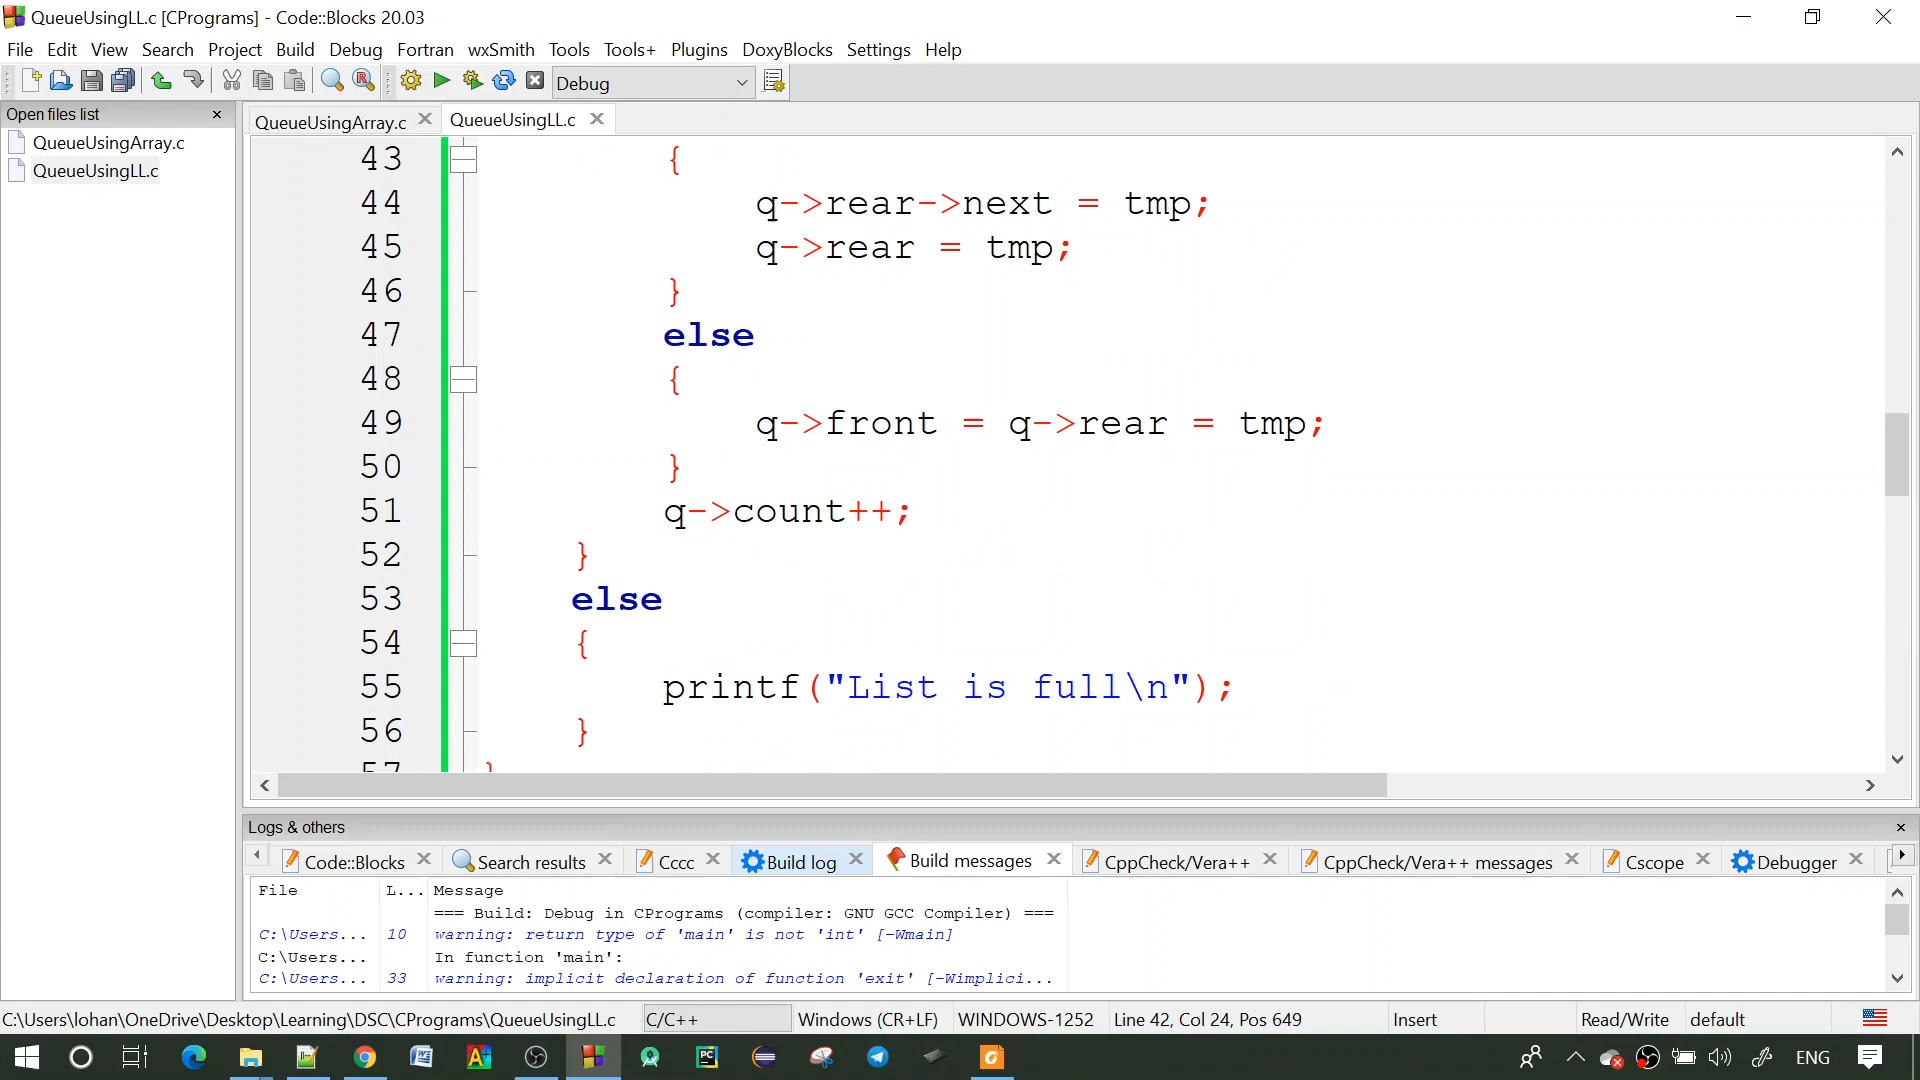 QueueUsingLL.c [CPrograms] - Code::Blocks 20.03
File Edit View Search Project Build Debug Fortran wxSmith Tools Tools+ Plugins DoxyBlocks Settings Help
Debug
Open files list
QueueUsingArray.c
QueueUsingLL.c
QueueUsingArray.c QueueUsingLL.c
43 {
44 q->rear->next = tmp;
45 q->rear = tmp;
46 }
47 else
48 {
49 q->front = q->rear = tmp;
50 }
51 q->count++;
52 }
53 else
54 {
55 printf("List is full\n");
56 }
57 }
Logs & others
Code::Blocks Search results Cccc Build log Build messages CppCheck/Vera++ CppCheck/Vera++ messages Cscope Debugger
File L... Message
=== Build: Debug in CPrograms (compiler: GNU GCC Compiler) ===
C:\Users... 10 warning: return type of 'main' is not 'int' [-Wmain]
C:\Users... In function 'main':
C:\Users... 33 warning: implicit declaration of function 'exit' [-Wimplici...
C:\Users\lohan\OneDrive\Desktop\Learning\DSC\CPrograms\QueueUsingLL.c C/C++ Windows (CR+LF) WINDOWS-1252 Line 42, Col 24, Pos 649 Insert Read/Write default
ENG